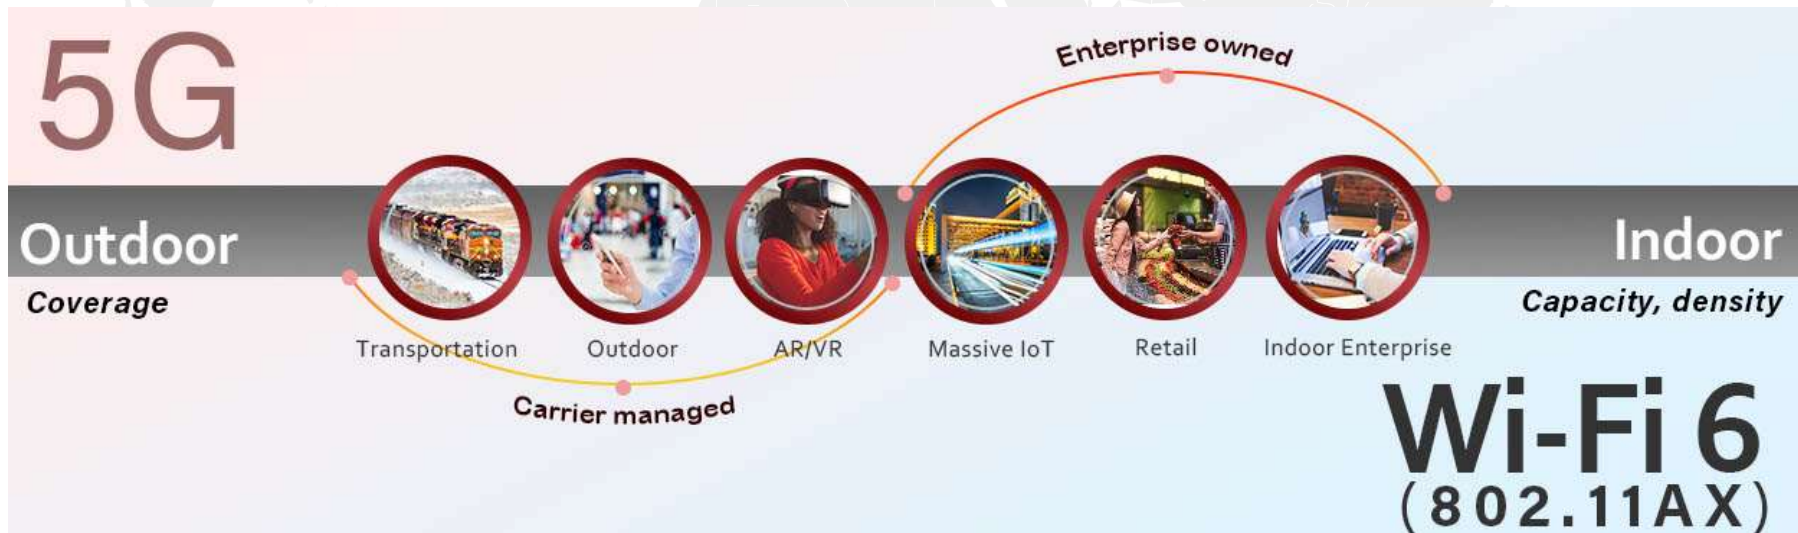 5G
Enterprise owned
Outdoor
Indoor
Coverage
Capacity, density
Transportation
Outdoor
AR/VR
Massive IoT
Retail
Indoor Enterprise
Carrier managed
Wi-Fi 6
(802.11AX)